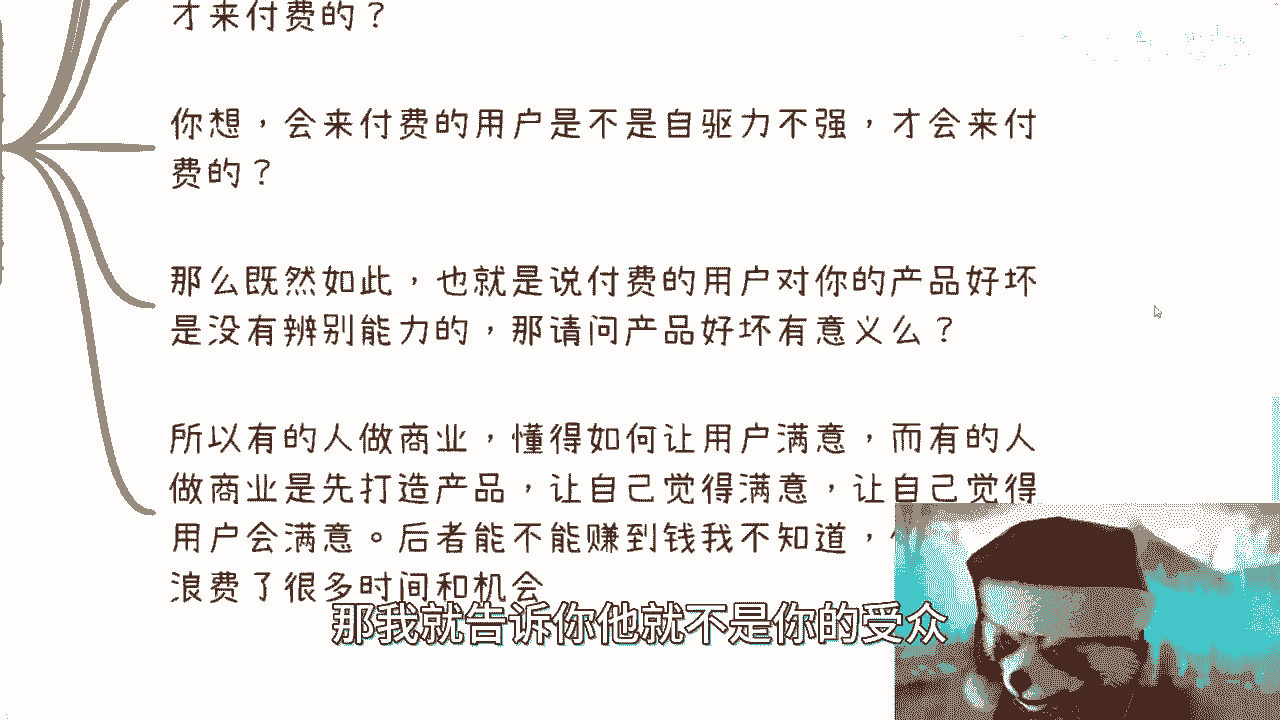 才来付费的？
你想，会来付费的用户是不是自驱力不强，才会来付
费的？
那么既然如此，也就是说付费的用户对你的产品好坏
是没有辨别能力的，那请问产品好坏有意义么？
所以有的人做商业，懂得如何让用户满意，而有的人
做商业是先打造产品，让自己觉得满意，让自己觉得
用户会满意。后者能不能赚到钱我不知道，
浪费了很多时间和机会
那我就告诉你他就不是你的受众